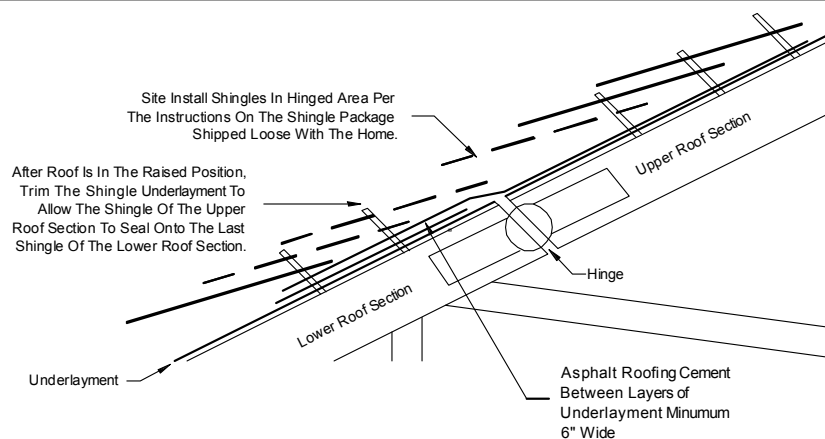 Site Install Shingles In Hinged Area Per
The Instructions On The Shingle Package
Shipped Loose With The Home.
After Roof Is In The Raised Position,
Trim The Shingle Underlayment To
Allow The Shingle Of The Upper
Roof Section To Seal Onto The Last
Shingle Of The Lower Roof Section.
Upper Roof Section
Hinge
Lower Roof Section
Underlayment
Asphalt Roofing Cement
Between Layers of
Underlayment Minumum
6" Wide